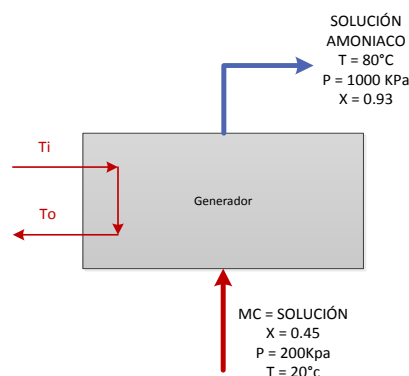 SOLUCIÓN
AMONIACO
T = 80°C
P = 1000 KPa
X = 0.93
Ti
To
Generador
MC = SOLUCIÓN
X = 0.45
P = 200Kpa
T = 20°c